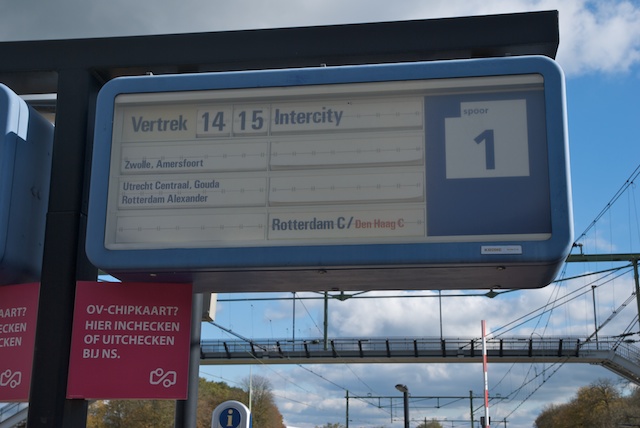 Vertrek 14 15 Intercity
spoor
1
Zwolle, Amersfoort
Utrecht Centraal, Gouda
Rotterdam Alexander
Rotterdam C/ Den Haag C
OV-CHIPKAART?
HIER INCHECKEN
OF UITCHECKEN
BIJ NS.
ECKEN
CKEN
i